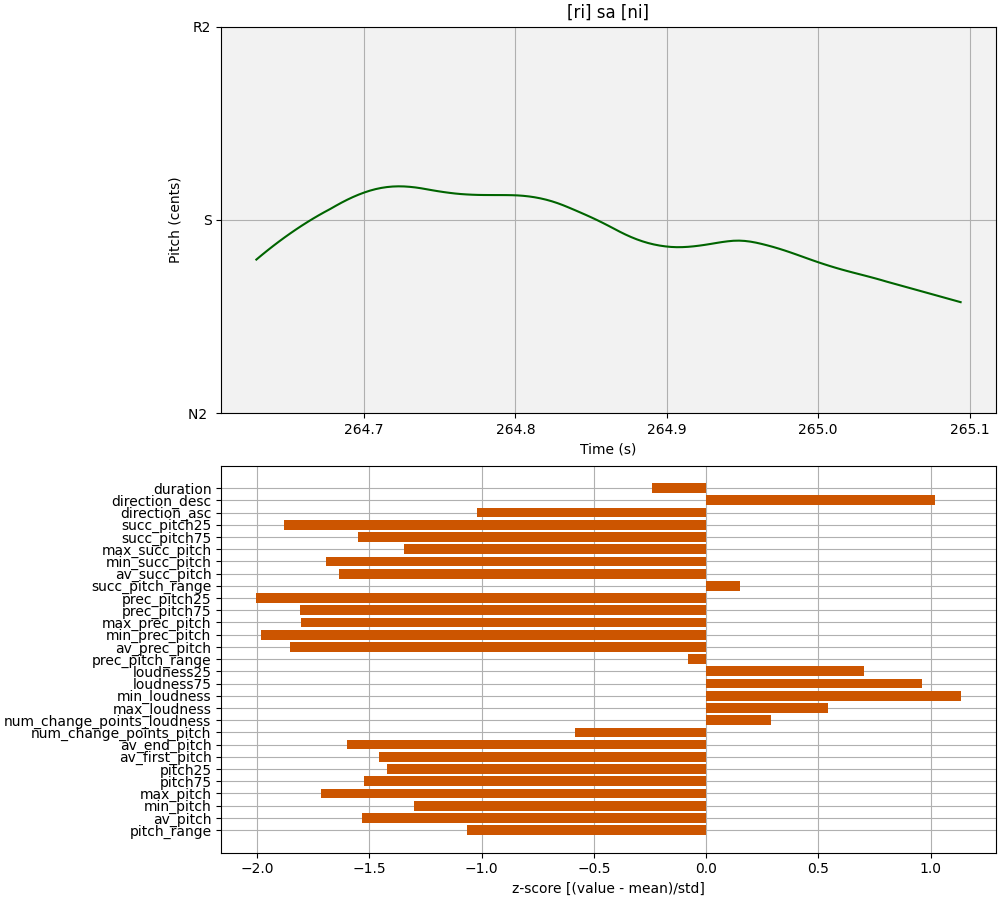 [ri] sa [ni]
R2
S
N2
Pitch (cents)
264.7 264.8 264.9 265.0 265.1
Time (s)
duration
direction_desc
direction_asc
succ_pitch25
succ_pitch75
max_succ_pitch
min_succ_pitch
av_succ_pitch
succ_pitch_range
prec_pitch25
prec_pitch75
max_prec_pitch
min_prec_pitch
av_prec_pitch
prec_pitch_range
loudness25
loudness75
min_loudness
max_loudness
num_change_points_loudness
num_change_points_pitch
av_end_pitch
av_first_pitch
pitch25
pitch75
max_pitch
min_pitch
av_pitch
pitch_range
−2.0 −1.5 −1.0 −0.5 0.0 0.5 1.0
z-score [(value - mean)/std]